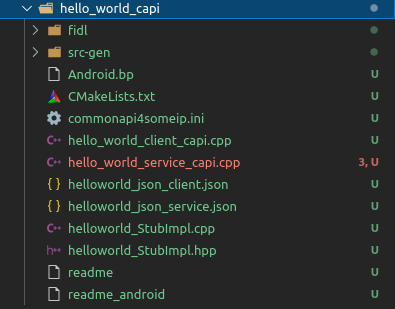 hello_world_capi
fidl
src-gen
Android.bp U
CMakeLists.txt U
commonapi4someip.ini U
hello_world_client_capi.cpp U
hello_world_service_capi.cpp 3, U
helloworld_json_client.json U
helloworld_json_service.json U
helloworld_StubImpl.cpp U
helloworld_StubImpl.hpp U
readme U
readme_android U